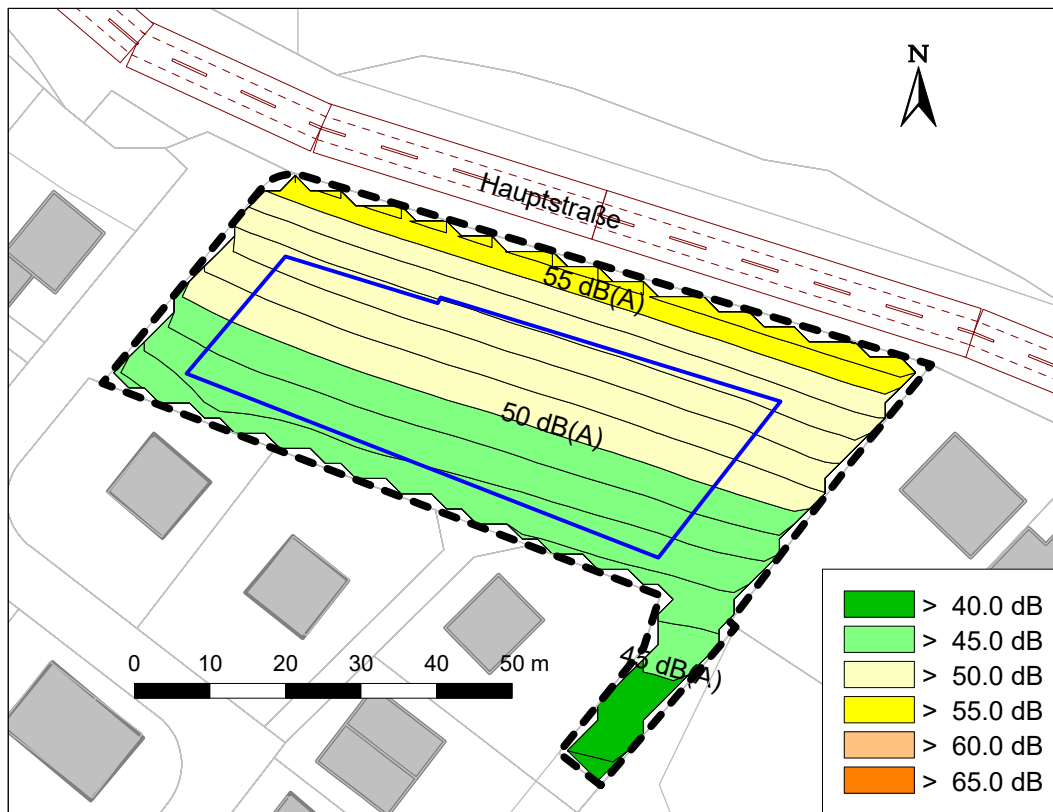 N
Hauptstraße
55 dB(A)
50 dB(A)
45 dB(A)
0 10 20 30 40 50 m
> 40.0 dB
> 45.0 dB
> 50.0 dB
> 55.0 dB
> 60.0 dB
> 65.0 dB